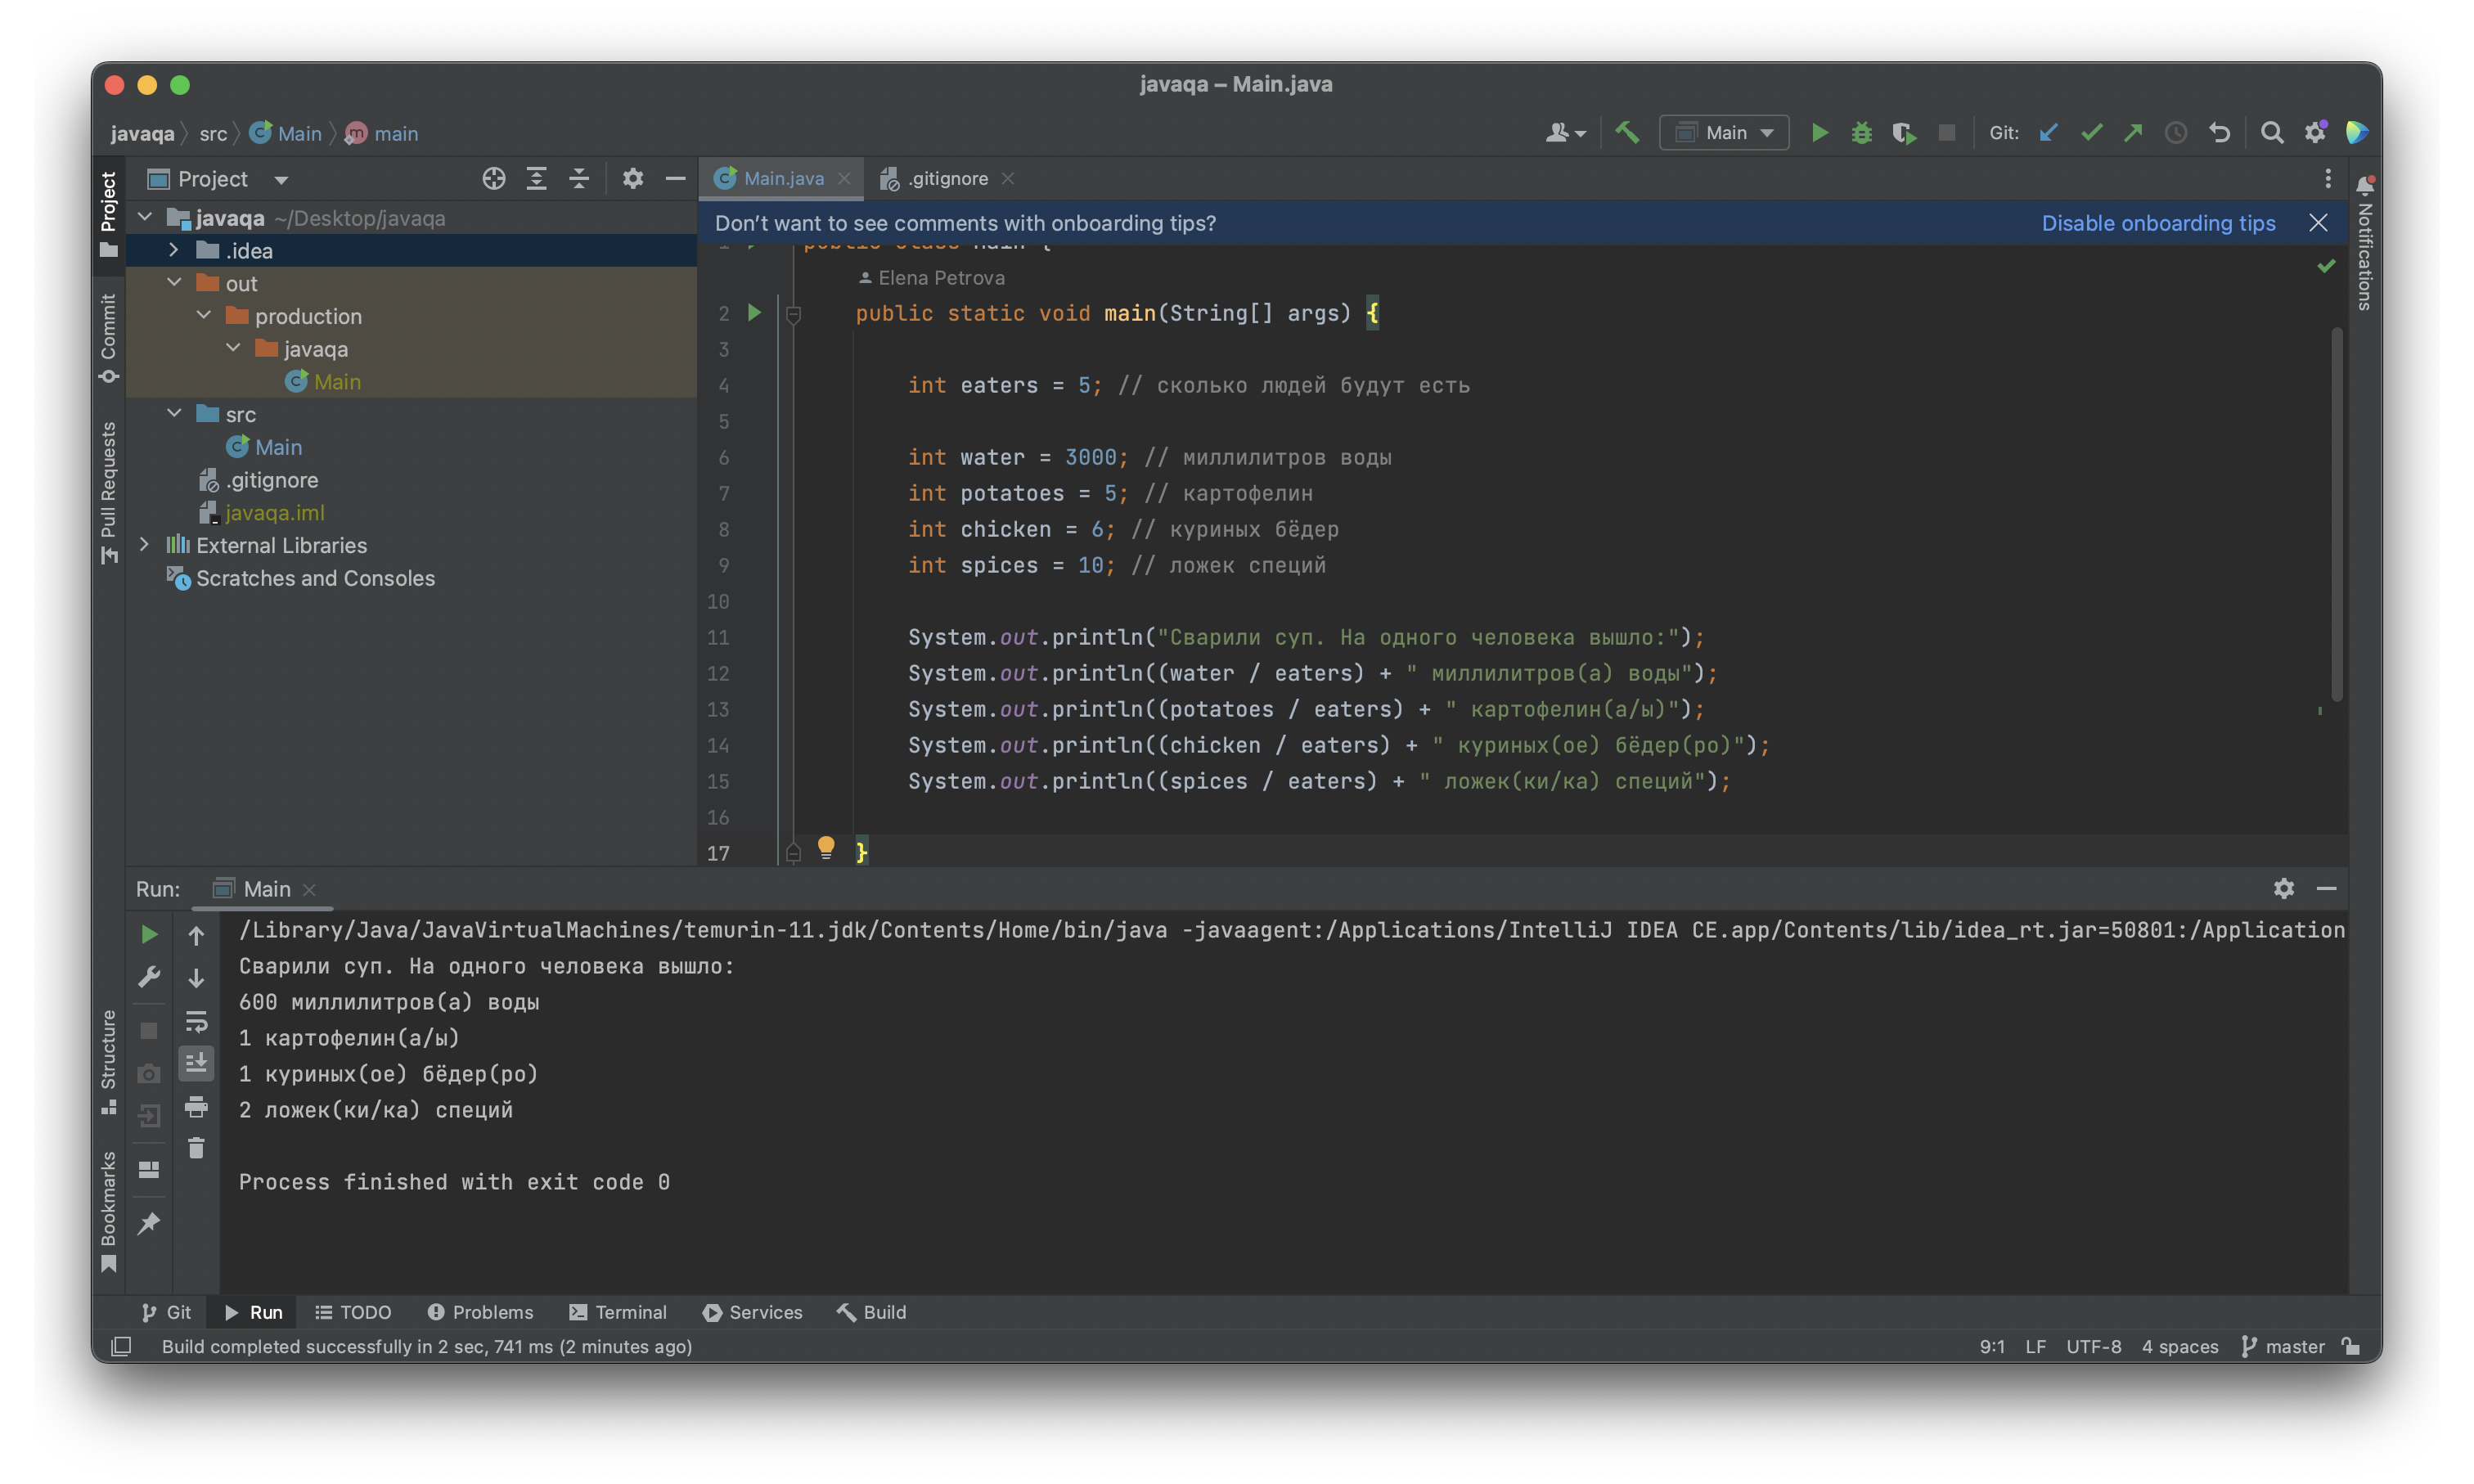 javaqa – Main.java
javaqa src Main main
Main Git:
Project
Main.java .gitignore
Project
Commit
Pull Requests
Structure
Bookmarks
Notifications
javaqa ~/Desktop/javaqa
.idea
out
production
javaqa
Main
src
Main
.gitignore
javaqa.iml
External Libraries
Scratches and Consoles
Don't want to see comments with onboarding tips? Disable onboarding tips
1 public class Main {
Elena Petrova
2 public static void main(String[] args) {
3
4 int eaters = 5; // сколько людей будут есть
5
6 int water = 3000; // миллилитров воды
7 int potatoes = 5; // картофелин
8 int chicken = 6; // куриных бёдер
9 int spices = 10; // ложек специй
10
11 System.out.println("Сварили суп. На одного человека вышло:");
12 System.out.println((water / eaters) + " миллилитров(а) воды");
13 System.out.println((potatoes / eaters) + " картофелин(а/ы)");
14 System.out.println((chicken / eaters) + " куриных(ое) бёдер(ро)");
15 System.out.println((spices / eaters) + " ложек(ки/ка) специй");
16
17 }
Run: Main
/Library/Java/JavaVirtualMachines/temurin-11.jdk/Contents/Home/bin/java -javaagent:/Applications/IntelliJ IDEA CE.app/Contents/lib/idea_rt.jar=50801:/Application
Сварили суп. На одного человека вышло:
600 миллилитров(а) воды
1 картофелин(а/ы)
1 куриных(ое) бёдер(ро)
2 ложек(ки/ка) специй
Process finished with exit code 0
Git Run TODO Problems Terminal Services Build
Build completed successfully in 2 sec, 741 ms (2 minutes ago) 9:1 LF UTF-8 4 spaces master